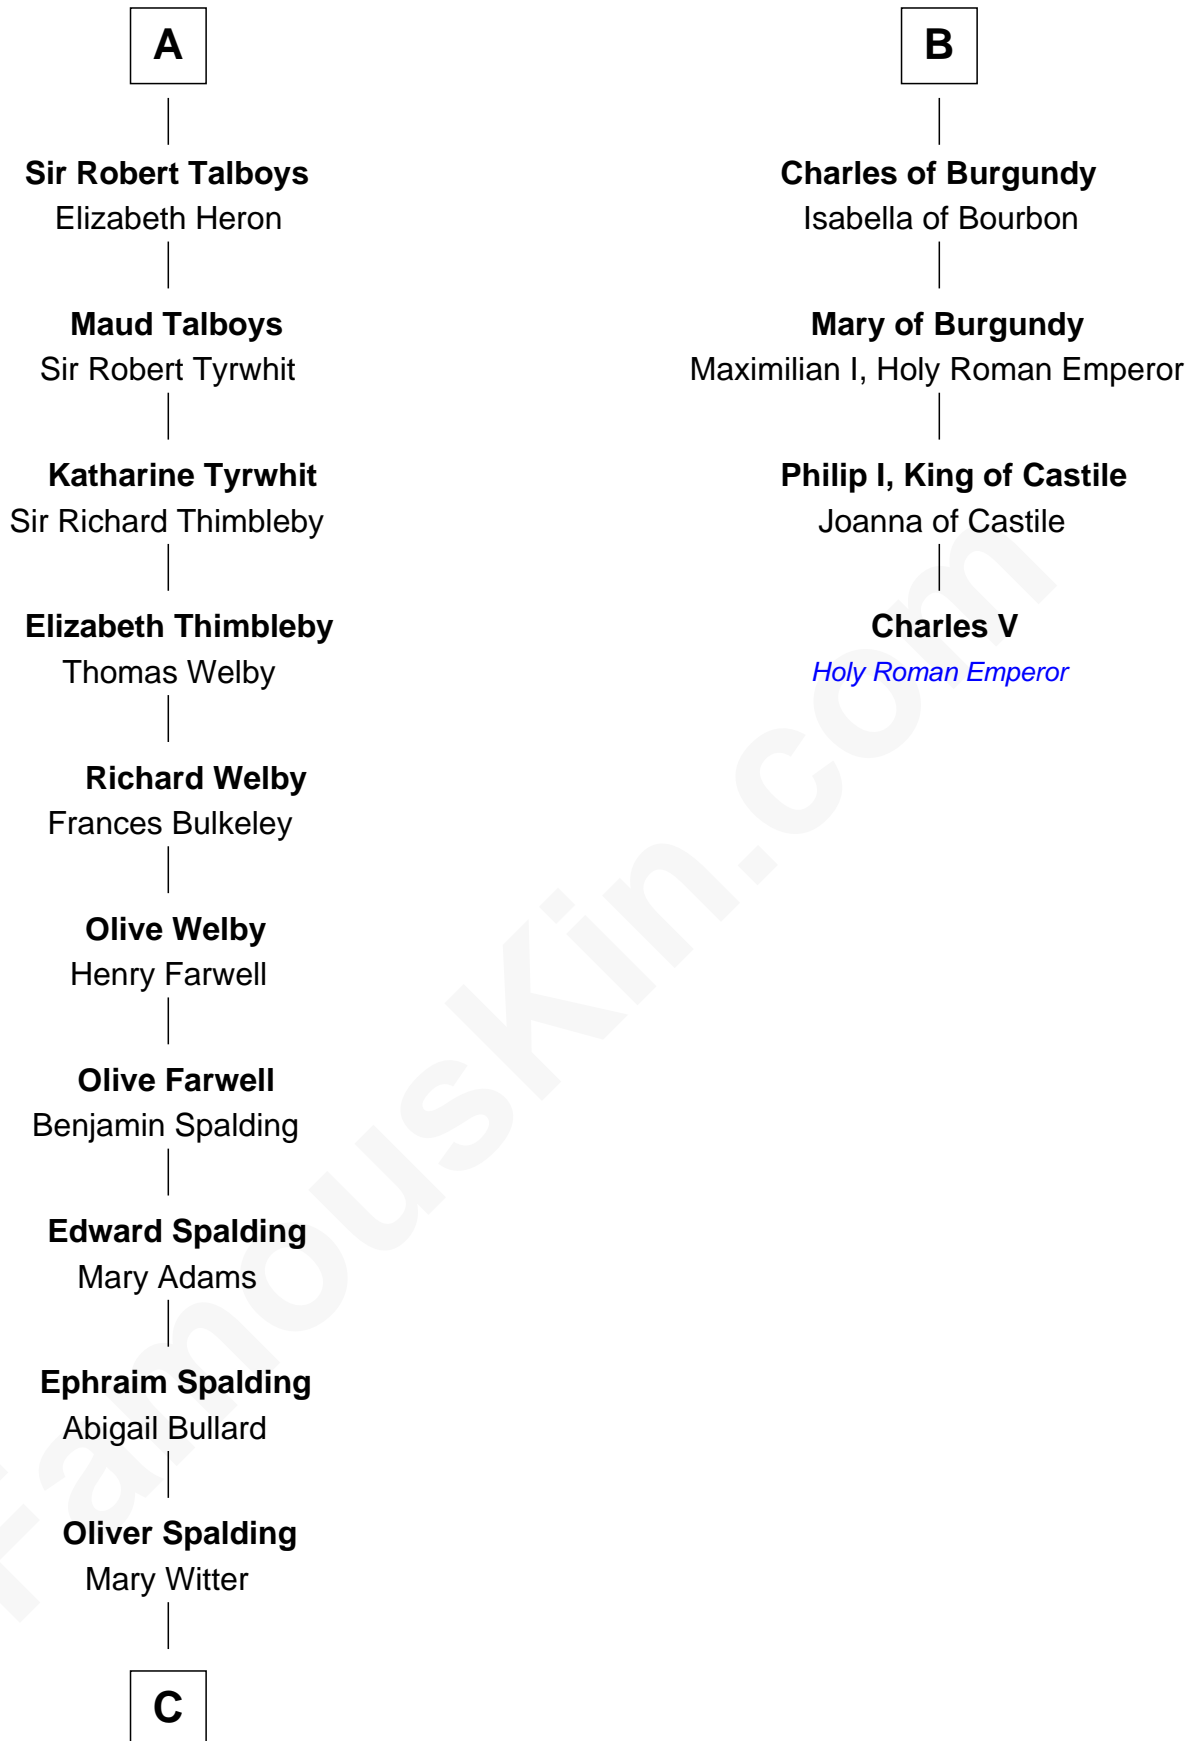 A
Sir Robert Talboys
Elizabeth Heron
Maud Talboys
Sir Robert Tyrwhit
Katharine Tyrwhit
Sir Richard Thimbleby
Elizabeth Thimbleby
Thomas Welby
Richard Welby
Frances Bulkeley
Olive Welby
Henry Farwell
Olive Farwell
Benjamin Spalding
Edward Spalding
Mary Adams
Ephraim Spalding
Abigail Bullard
Oliver Spalding
Mary Witter
C
B
Charles of Burgundy
Isabella of Bourbon
Mary of Burgundy
Maximilian I, Holy Roman Emperor
Philip I, King of Castile
Joanna of Castile
Charles V
Holy Roman Emperor
FamousKin.com